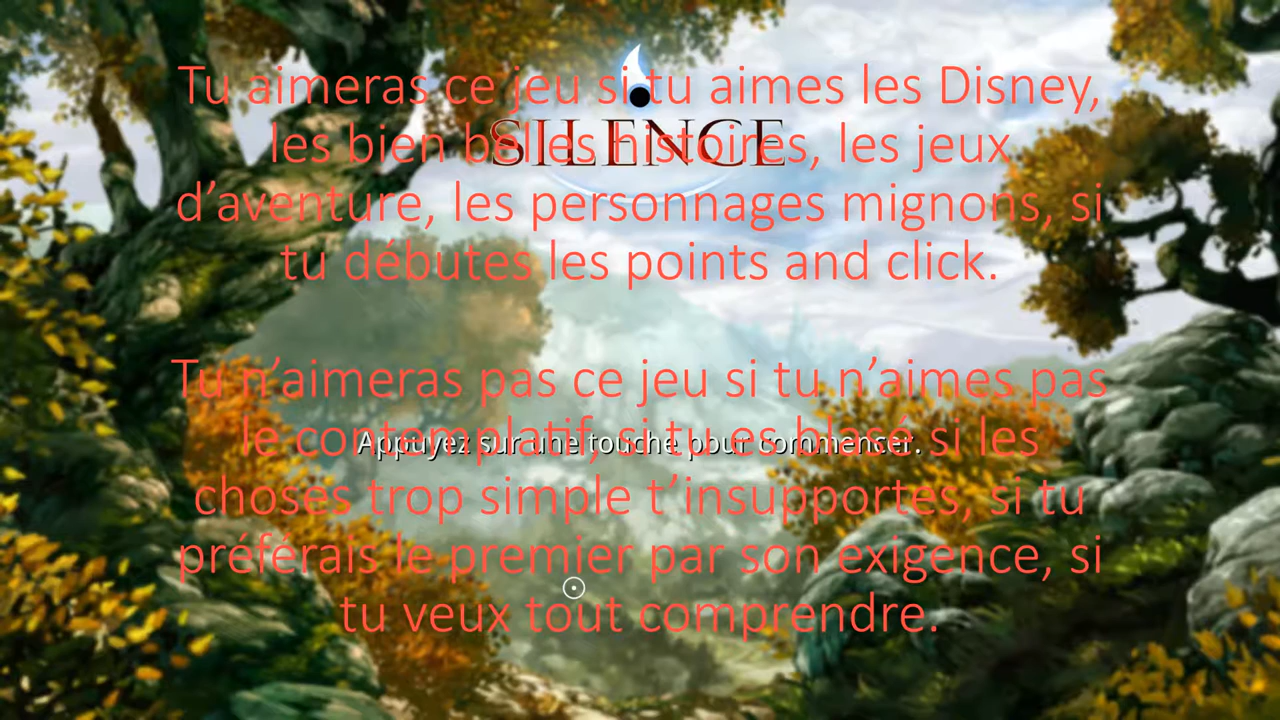 Tu aimeras ce jeu si tu aimes les Disney,
SILENCE
les bien belles histoires, les jeux
d’aventure, les personnages mignons, si
tu débutes les points and click.
Tu n’aimeras pas ce jeu si tu n’aimes pas
le contemplatif, si tu es blasé si les
Appuyez sur une touche pour commencer.
choses trop simple t’insupportes, si tu
préférais le premier par son exigence, si
tu veux tout comprendre.